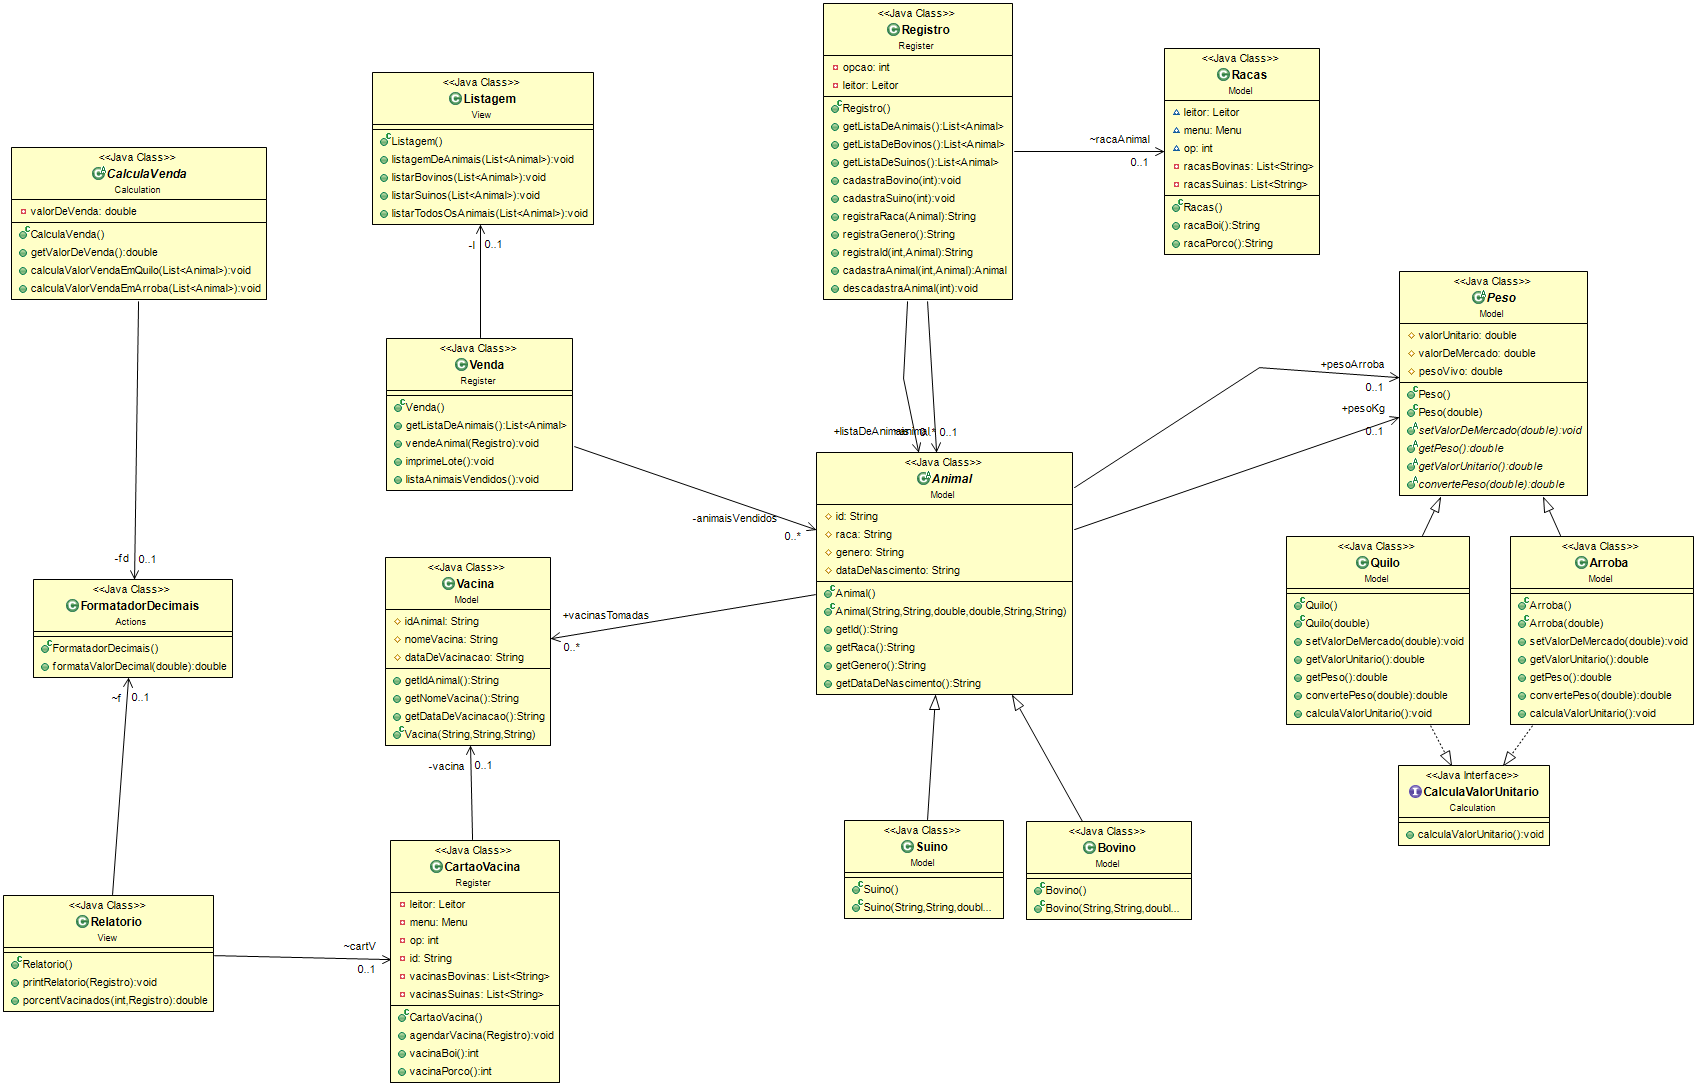 <<Java Class>>
Registro
Register
opcao: int
leitor: Leitor
Registro()
getListaDeAnimais():List<Animal>
getListaDeBovinos():List<Animal>
getListaDeSuinos():List<Animal>
cadastraBovino(int):void
cadastraSuino(int):void
registraRaca(Animal):String
registraGenero():String
registraId(int,Animal):String
cadastraAnimal(int,Animal):Animal
descadastraAnimal(int):void
~racaAnimal
0..1
<<Java Class>>
Racas
Model
leitor: Leitor
menu: Menu
op: int
racasBovinas: List<String>
racasSuinas: List<String>
Racas()
racaBoi():String
racaPorco():String
<<Java Class>>
Listagem
View
Listagem()
listagemDeAnimais(List<Animal>):void
listarBovinos(List<Animal>):void
listarSuinos(List<Animal>):void
listarTodosOsAnimais(List<Animal>):void
-l
0..1
<<Java Class>>
CalculaVenda
Calculation
valorDeVenda: double
CalculaVenda()
getValorDeVenda():double
calculaValorVendaEmQuilo(List<Animal>):void
calculaValorVendaEmArroba(List<Animal>):void
-fd
0..1
<<Java Class>>
Venda
Register
Venda()
getListaDeAnimais():List<Animal>
vendeAnimal(Registro):void
imprimeLote():void
listaAnimaisVendidos():void
-animaisVendidos
0..*
+listaDeAnimais
0..1
<<Java Class>>
Peso
Model
valorUnitario: double
valorDeMercado: double
pesoVivo: double
Peso()
Peso(double)
setValorDeMercado(double):void
getPeso():double
getValorUnitario():double
convertePeso(double):double
+pesoArroba
0..1
+pesoKg
0..1
<<Java Class>>
Animal
Model
id: String
raca: String
genero: String
dataDeNascimento: String
Animal()
Animal(String,String,double,double,String,String)
getId():String
getRaca():String
getGenero():String
getDataDeNascimento():String
+vacinasTomadas
0..*
<<Java Class>>
Vacina
Model
idAnimal: String
nomeVacina: String
dataDeVacinacao: String
getIdAnimal():String
getNomeVacina():String
getDataDeVacinacao():String
Vacina(String,String,String)
-vacina
0..1
<<Java Class>>
FormatadorDecimais
Actions
FormatadorDecimais()
formataValorDecimal(double):double
~f
0..1
<<Java Class>>
Quilo
Model
Quilo()
Quilo(double)
setValorDeMercado(double):void
getValorUnitario():double
getPeso():double
convertePeso(double):double
calculaValorUnitario():void
<<Java Class>>
Arroba
Model
Arroba()
Arroba(double)
setValorDeMercado(double):void
getValorUnitario():double
getPeso():double
convertePeso(double):double
calculaValorUnitario():void
<<Java Interface>>
CalculaValorUnitario
Calculation
calculaValorUnitario():void
<<Java Class>>
Suino
Model
Suino()
Suino(String,String,doubl...
<<Java Class>>
Bovino
Model
Bovino()
Bovino(String,String,doubl...
<<Java Class>>
CartaoVacina
Register
leitor: Leitor
menu: Menu
op: int
id: String
vacinasBovinas: List<String>
vacinasSuinas: List<String>
CartaoVacina()
agendarVacina(Registro):void
vacinaBoi():int
vacinaPorco():int
<<Java Class>>
Relatorio
View
Relatorio()
printRelatorio(Registro):void
porcentVacinados(int,Registro):double
~cartV
0..1